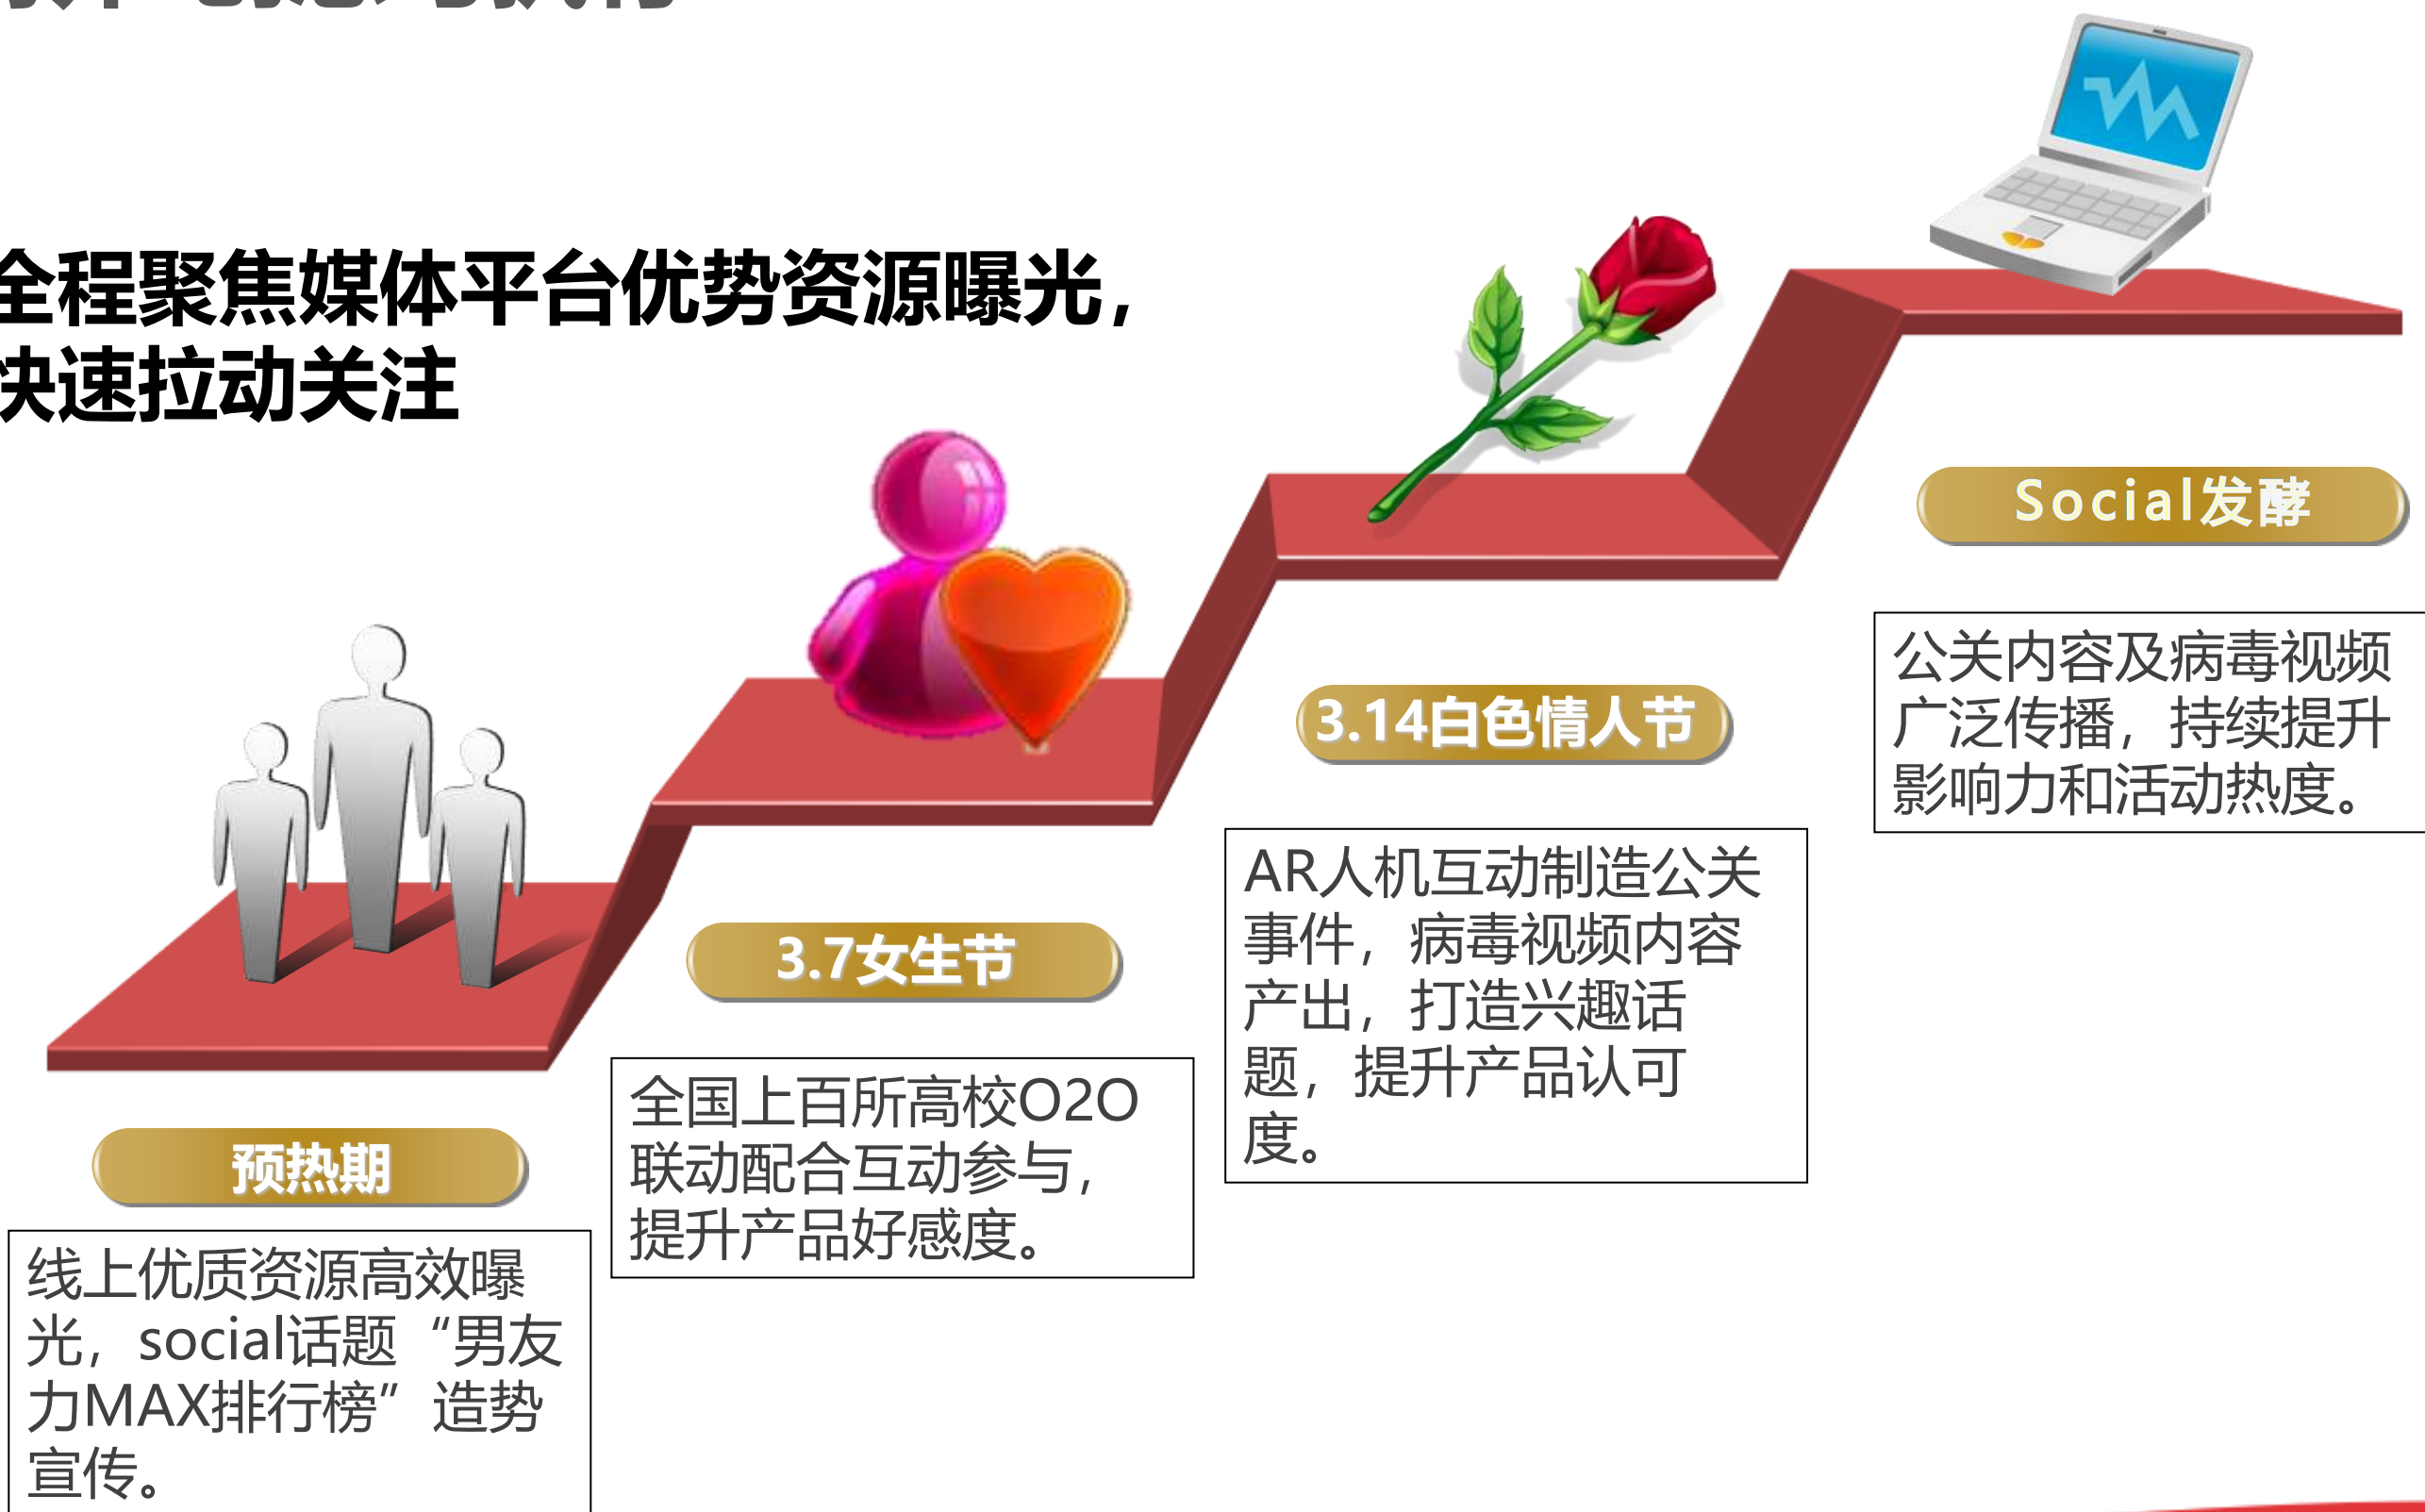 全程聚焦媒体平台优势资源曝光，
快速拉动关注
Social发酵
公关内容及病毒视频
广泛传播，持续提升
影响力和活动热度。
3.14白色情人节
AR人机互动制造公关
事件，病毒视频内容
产出，打造兴趣话
题，提升产品认可
度。
3.7女生节
全国上百所高校O2O
联动配合互动参与，
提升产品好感度。
预热期
线上优质资源高效曝
光，social话题“男友
力MAX排行榜”造势
宣传。